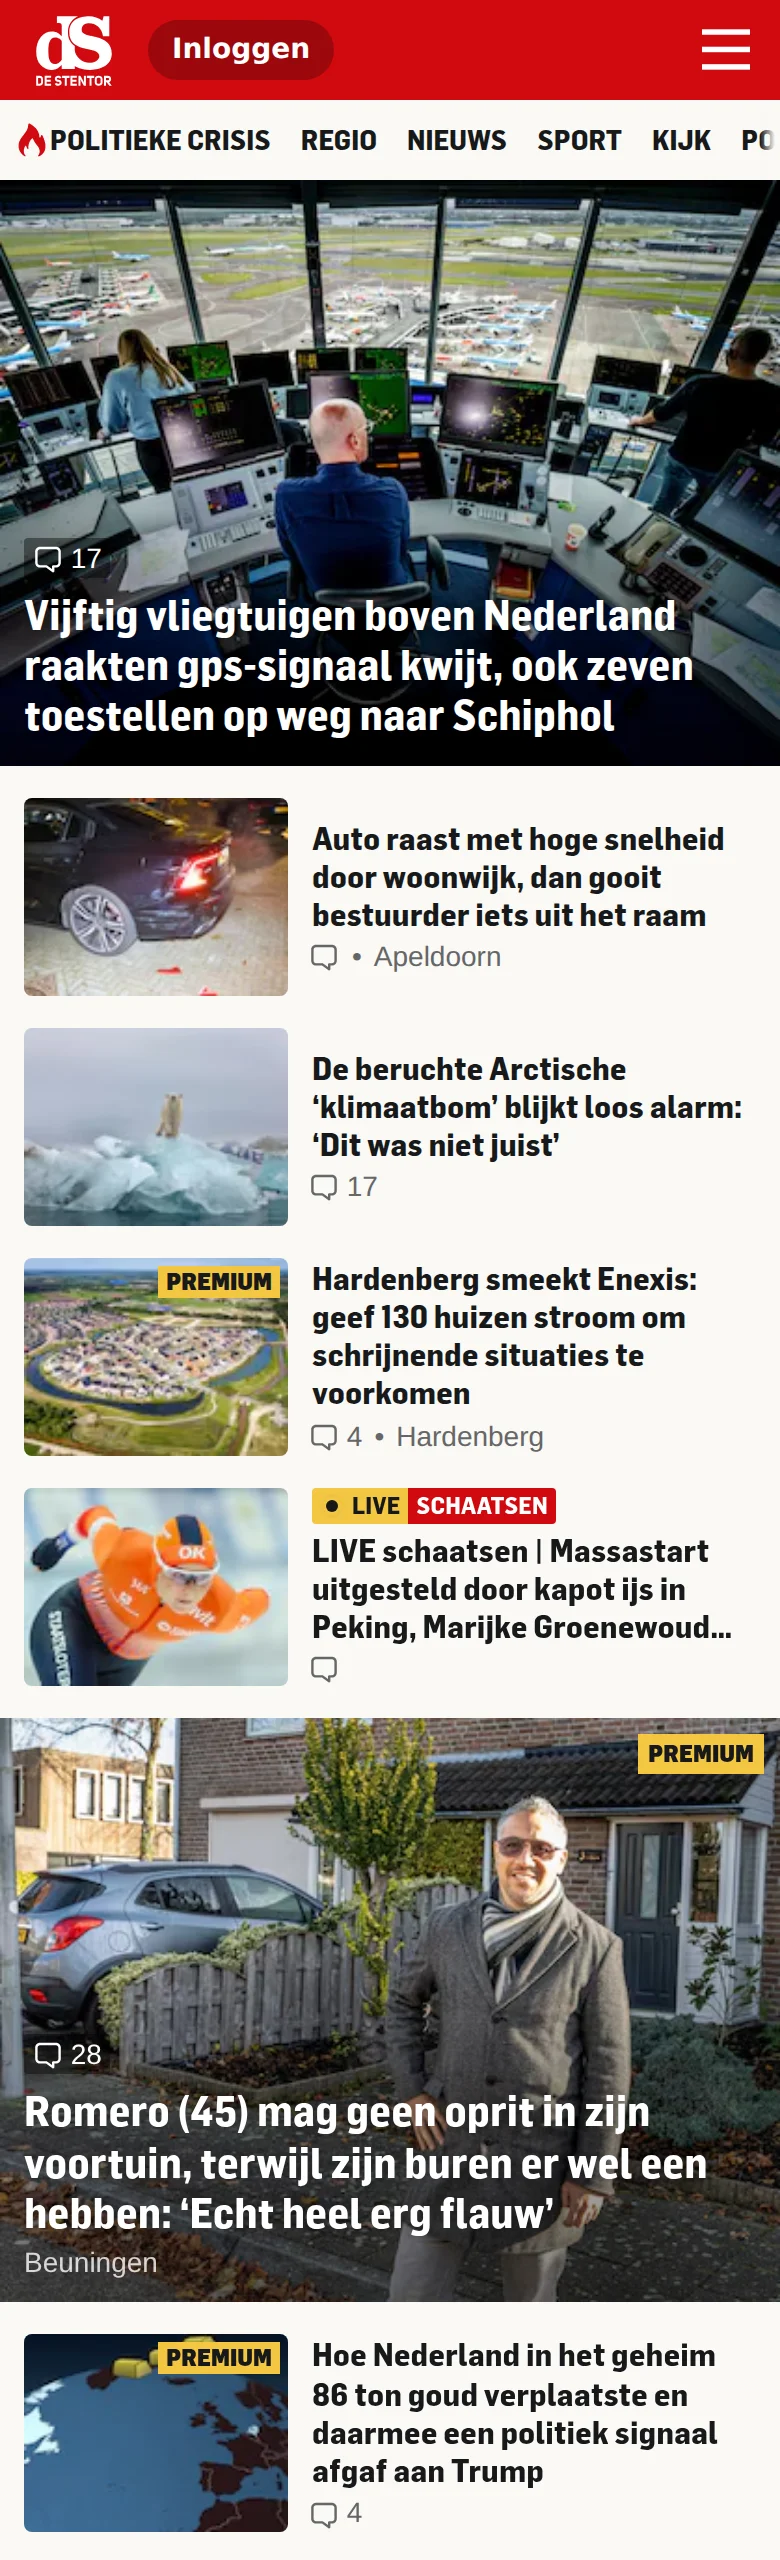 dS
DE STENTOR
Inloggen
POLITIEKE CRISIS REGIO NIEUWS SPORT KIJK PO
17
Vijftig vliegtuigen boven Nederland
raakten gps-signaal kwijt, ook zeven
toestellen op weg naar Schiphol
Auto raast met hoge snelheid
door woonwijk, dan gooit
bestuurder iets uit het raam
• Apeldoorn
De beruchte Arctische
‘klimaatbom’ blijkt loos alarm:
‘Dit was niet juist’
17
PREMIUM
Hardenberg smeekt Enexis:
geef 130 huizen stroom om
schrijnende situaties te
voorkomen
4 • Hardenberg
OK
• LIVE SCHAATSEN
LIVE schaatsen | Massastart
uitgesteld door kapot ijs in
Peking, Marijke Groenewoud...
PREMIUM
28
Romero (45) mag geen oprit in zijn
voortuin, terwijl zijn buren er wel een
hebben: ‘Echt heel erg flauw’
Beuningen
PREMIUM
Hoe Nederland in het geheim
86 ton goud verplaatste en
daarmee een politiek signaal
afgaf aan Trump
4